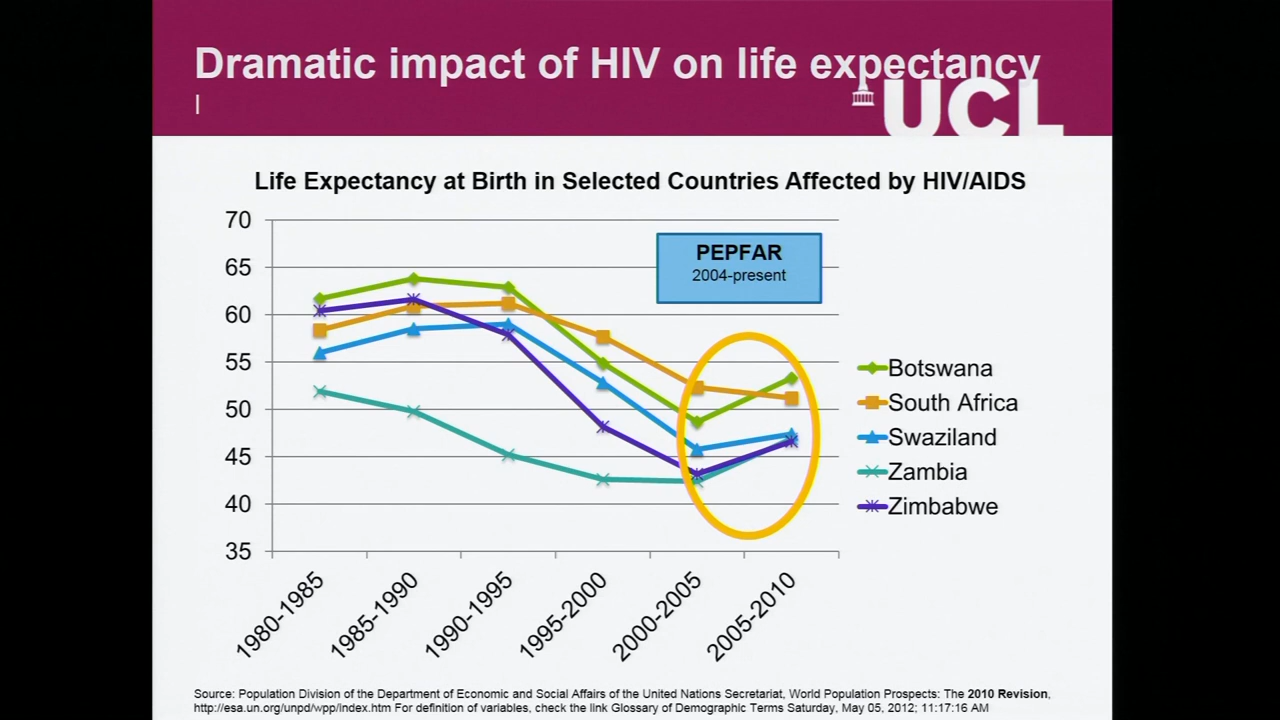 Dramatic impact of HIV on life expectancy
UCL
Life Expectancy at Birth in Selected Countries Affected by HIV/AIDS
70
65
60
55
50
45
40
35
PEPFAR
2004-present
Botswana
South Africa
Swaziland
Zambia
Zimbabwe
1980-1985
1985-1990
1990-1995
1995-2000
2000-2005
2005-2010
Source: Population Division of the Department of Economic and Social Affairs of the United Nations Secretariat, World Population Prospects: The 2010 Revision,
http://esa.un.org/unpd/wpp/index.htm For definition of variables, check the link Glossary of Demographic Terms Saturday, May 05, 2012; 11:17:16 AM